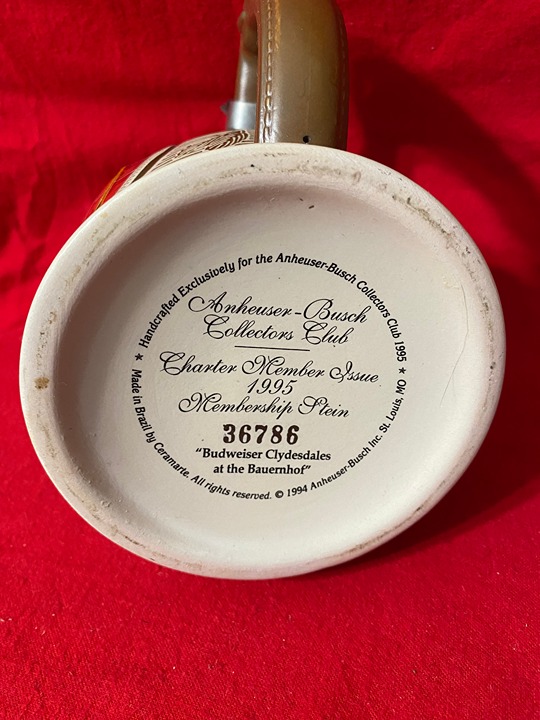 ★ Handcrafted Exclusively for the Anheuser-Busch Collectors Club 1995 ★
Anheuser-Busch
Collectors Club
Charter Member Issue
1995
Membership Stein
36786
"Budweiser Clydesdales
at the Bauernhof"
Made in Brazil by Ceramarte. All rights reserved. © 1994 Anheuser-Busch Inc. St. Louis, MO